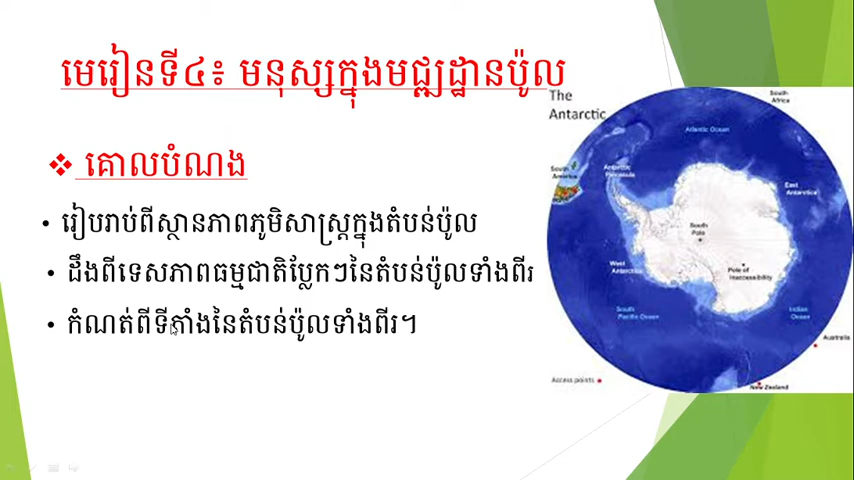 មេរៀនទី៤៖ មនុស្សក្នុងមជ្ឈដ្ឋានប៉ូល
❖ គោលបំណង
• រៀបរាប់ពីស្ថានភាពភូមិសាស្ត្រក្នុងតំបន់ប៉ូល
• ដឹងពីទេសភាពធម្មជាតិប្លែកៗនៃតំបន់ប៉ូលទាំងពីរ
• កំណត់ពីទីតាំងនៃតំបន់ប៉ូលទាំងពីរ។
The
Antarctic
South
Africa
Atlantic Ocean
South
America
Antarctic
Peninsula
East
Antarctica
South
Pole
West
Antarctica
Pole of
Inaccessibility
South
Pacific Ocean
Indian
Ocean
Australia
Access points
New Zealand